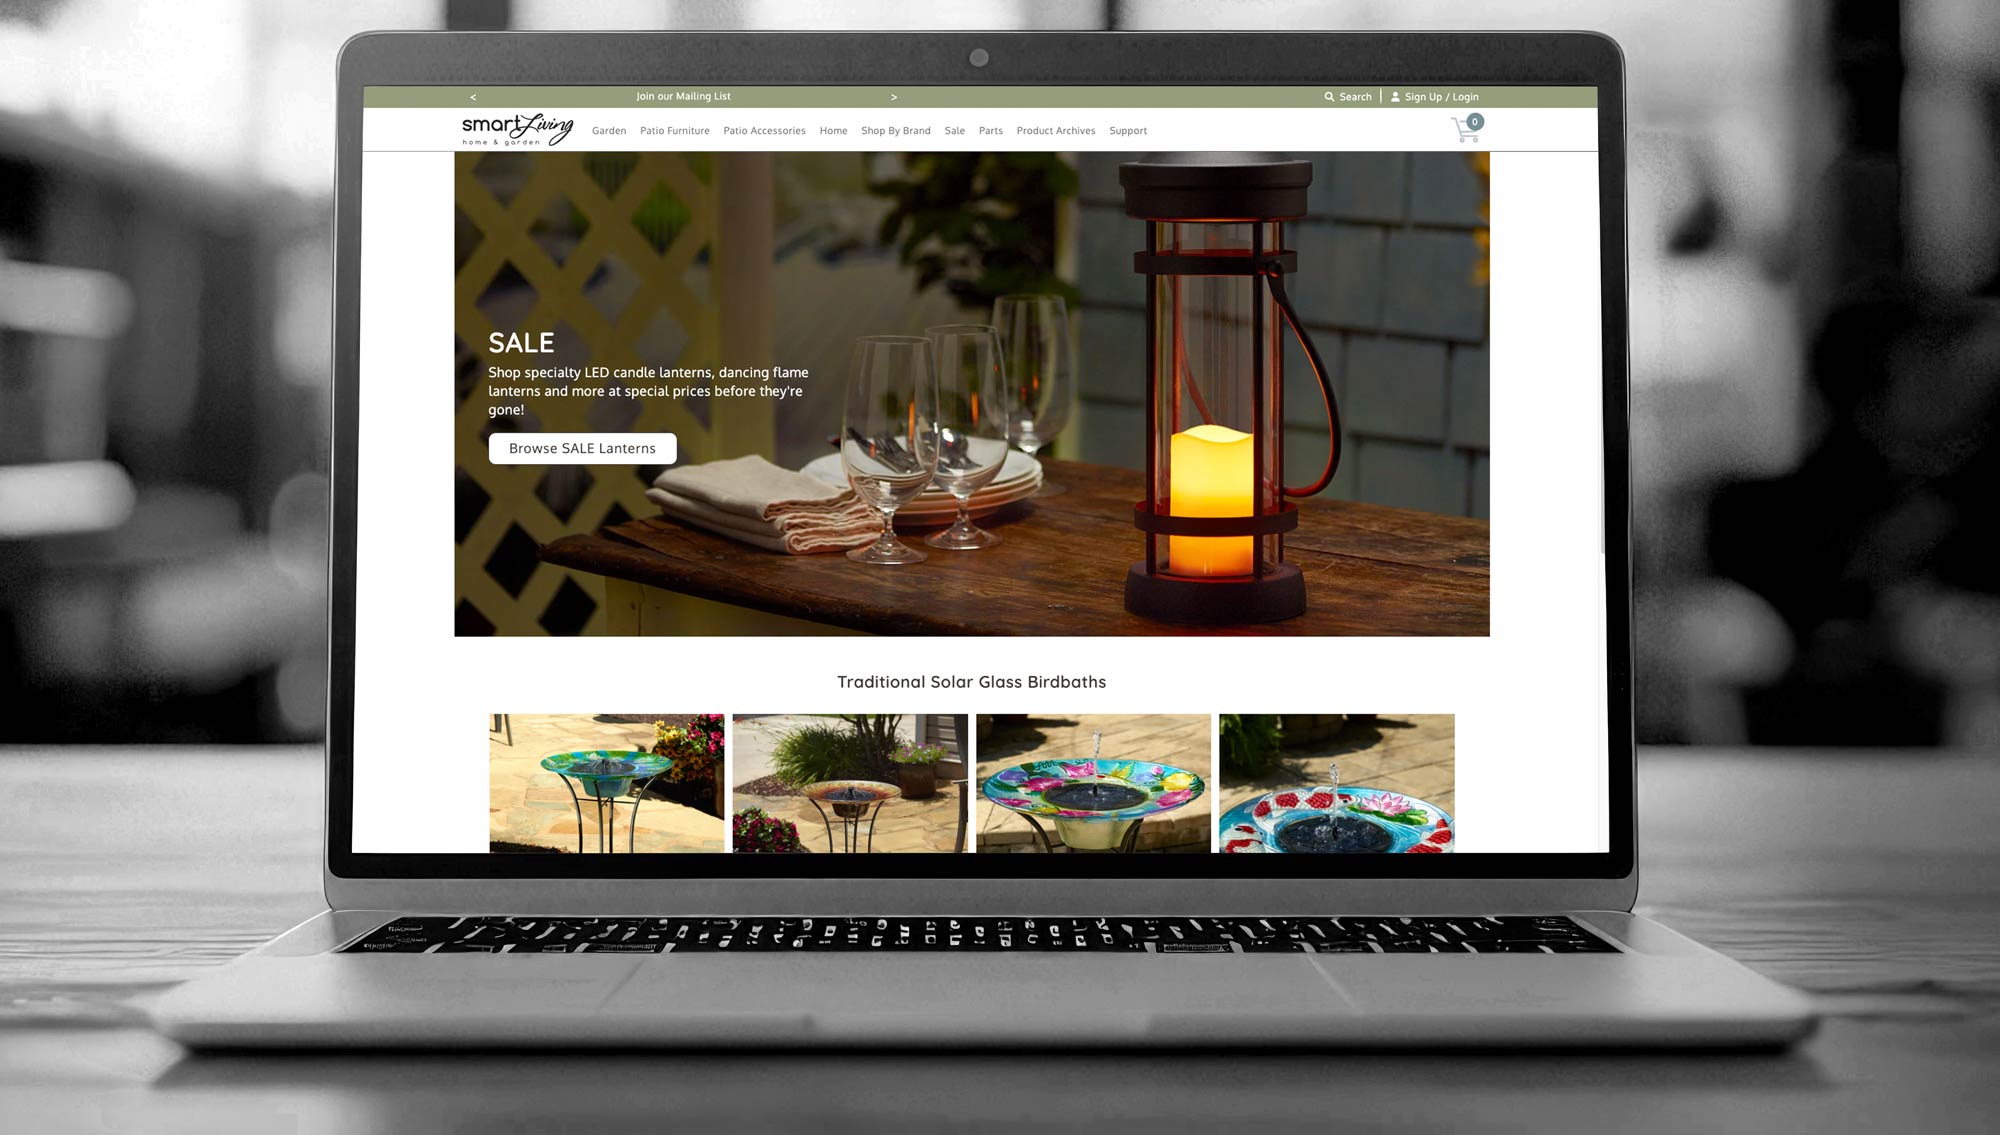 < Join our Mailing List >
Search | Sign Up / Login
smart Living
home & garden
Garden Patio Furniture Patio Accessories Home Shop By Brand Sale Parts Product Archives Support
0
SALE
Shop specialty LED candle lanterns, dancing flame
lanterns and more at special prices before they're
gone!
Browse SALE Lanterns
Traditional Solar Glass Birdbaths